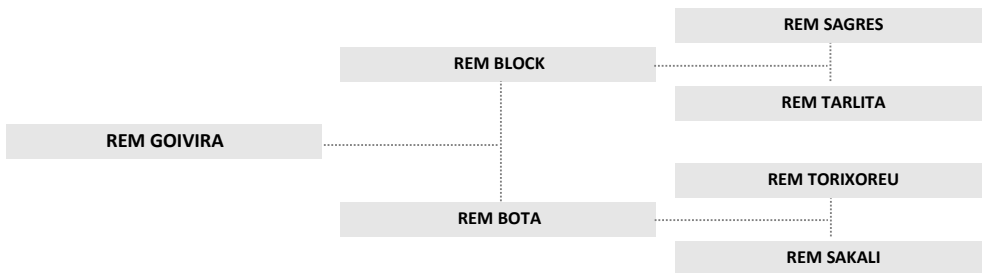 REM SAGRES
REM BLOCK
REM TARLITA
REM GOIVIRA
REM TORIXOREU
REM BOTA
REM SAKALI